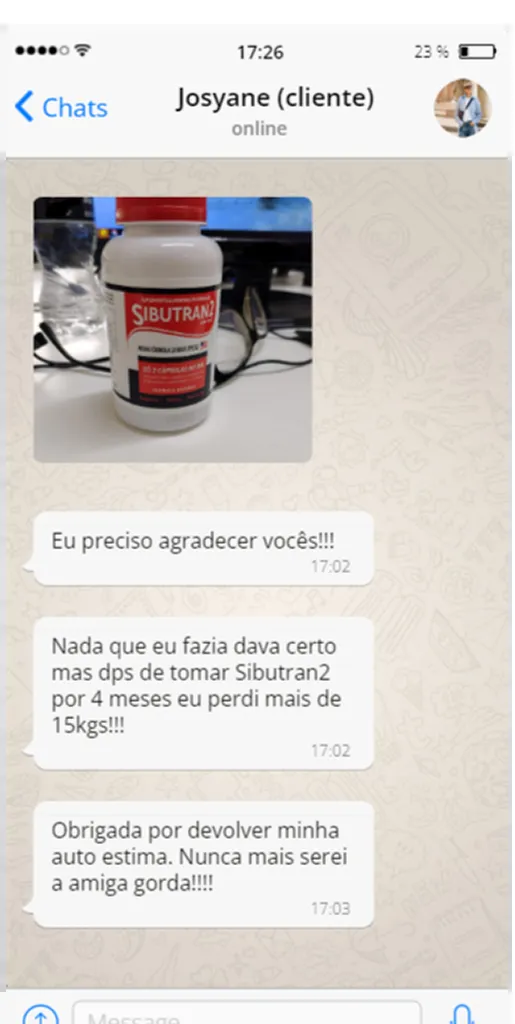 17:26
23 %
Chats
Josyane (cliente)
online
SIBUTRAN2
Eu preciso agradecer vocês!!!
17:02
Nada que eu fazia dava certo
mas dps de tomar Sibutran2
por 4 meses eu perdi mais de
15kgs!!!
17:02
Obrigada por devolver minha
auto estima. Nunca mais serei
a amiga gorda!!!!
17:03
Message